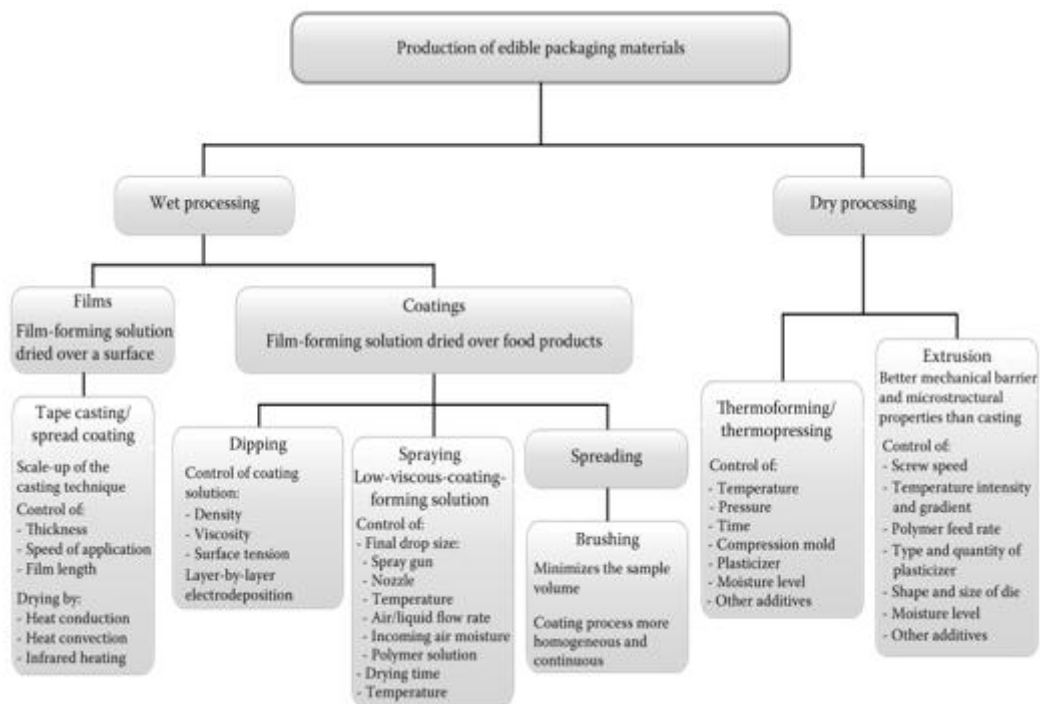 Production of edible packaging materials
Wet processing
Dry processing
Films
Film-forming solution
dried over a surface
Coatings
Film-forming solution dried over food products
Tape casting/
spread coating
Scale-up of the
casting technique
Control of:
- Thickness
- Speed of application
- Film length
Drying by:
- Heat conduction
- Heat convection
- Infrared heating
Dipping
Control of coating
solution:
- Density
- Viscosity
- Surface tension
Layer-by-layer
electrodeposition
Spraying
Low-viscous-coating-
forming solution
Control of:
- Final drop size:
- Spray gun
- Nozzle
- Temperature
- Air/liquid flow rate
- Incoming air moisture
- Polymer solution
- Drying time
- Temperature
Spreading
Brushing
Minimizes the sample
volume
Coating process more
homogeneous and
continuous
Thermoforming/
thermopressing
Control of:
- Temperature
- Pressure
- Time
- Compression mold
- Plasticizer
- Moisture level
- Other additives
Extrusion
Better mechanical barrier
and microstructural
properties than casting
Control of:
- Screw speed
- Temperature intensity
and gradient
- Polymer feed rate
- Type and quantity of
plasticizer
- Shape and size of die
- Moisture level
- Other additives